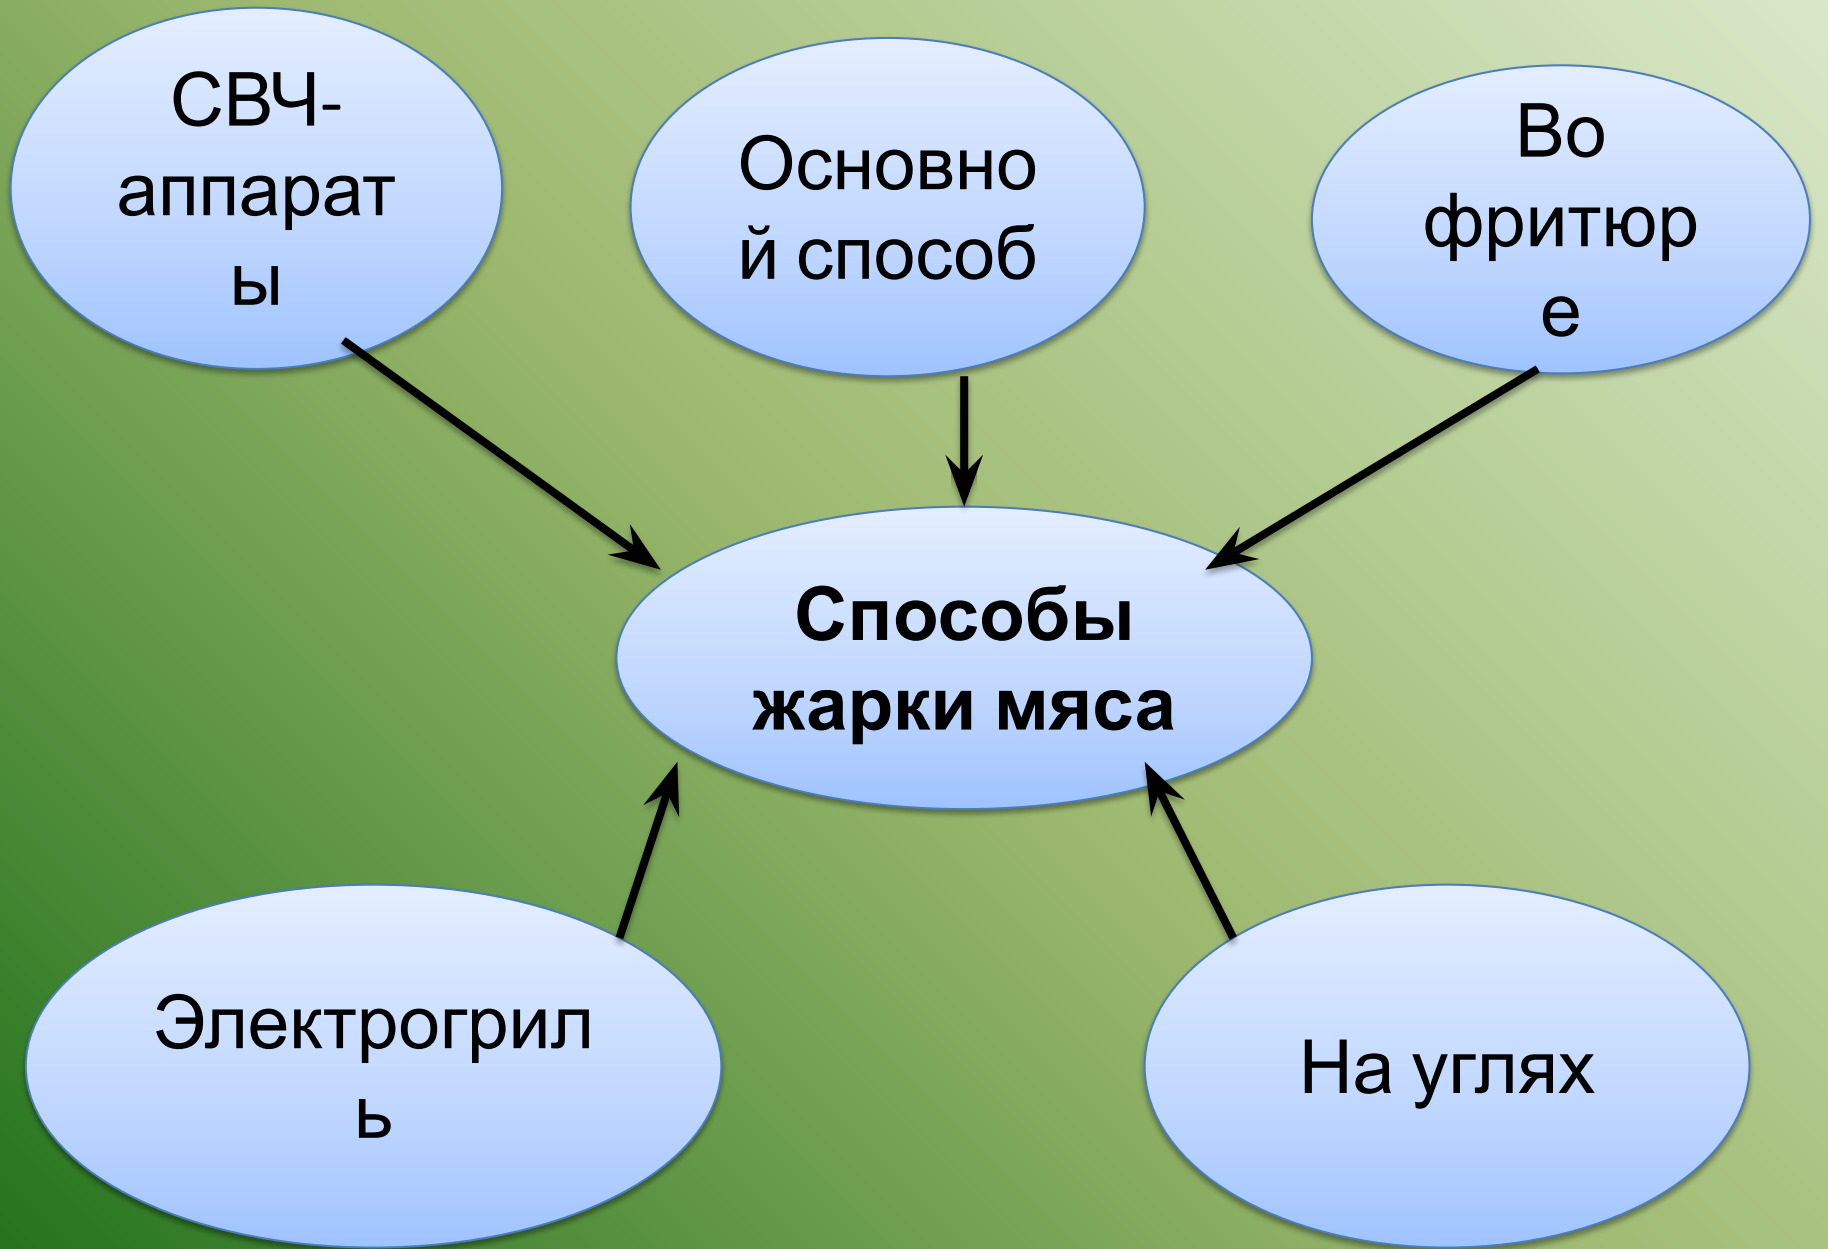 СВЧ-
аппарат
ы
Основно
й способ
Во
фритюр
е
Способы
жарки мяса
Электрогрил
ь
На углях